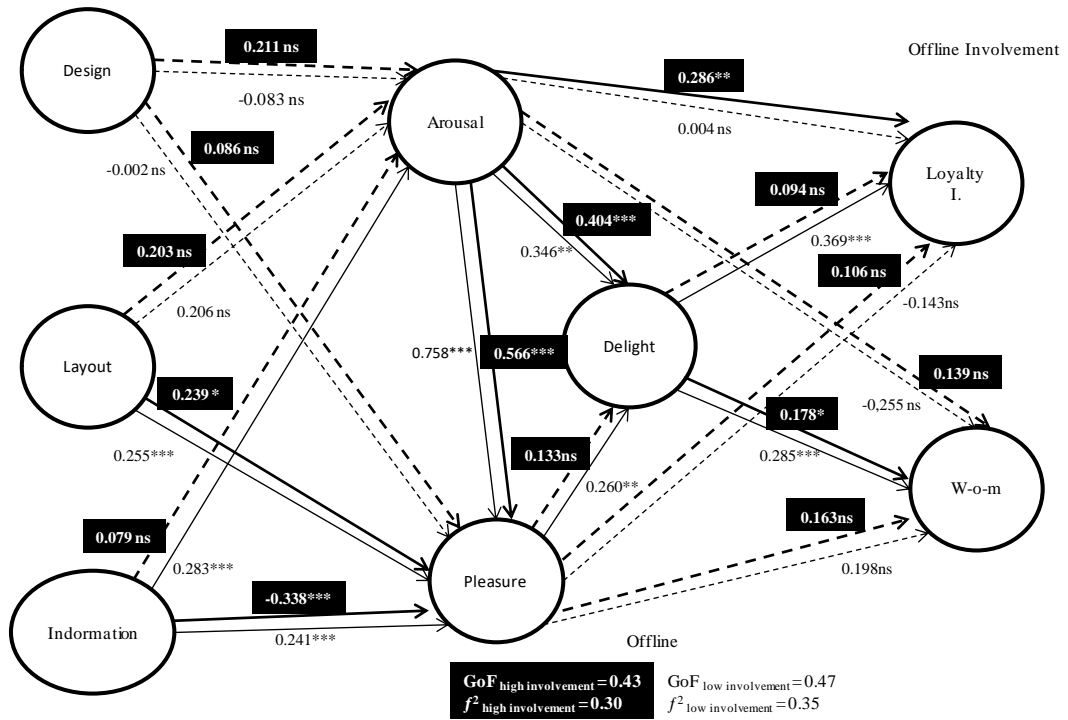 0.211 ns
Offline Involvement
Design
0.286**
-0.083 ns
Arousal
0.004 ns
0.086 ns
-0.002 ns
Loyalty
I.
0.094 ns
0.404***
0.203 ns
0.346**
0.369***
0.106 ns
-0.143ns
0.206 ns
0.758***
0.566***
Delight
Layout
0.139 ns
0.239 *
-0,255 ns
0.178*
0.255***
0.133ns
0.285***
0.260**
W-o-m
0.163ns
0.079 ns
0.283***
Pleasure
0.198ns
-0.338***
Indormation
0.241***
Offline
GoF high involvement = 0.43
f² high involvement = 0.30
GoF low involvement = 0.47
f² low involvement = 0.35